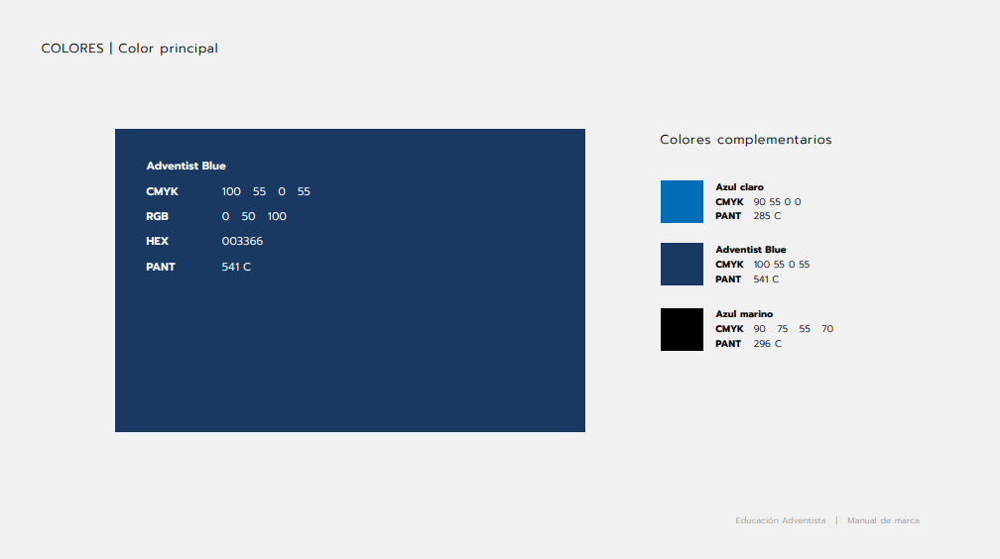 COLORES | Color principal
Adventist Blue
CMYK 100 55 0 55
RGB 0 50 100
HEX 003366
PANT 541 C
Colores complementarios
Azul claro
CMYK 90 55 0 0
PANT 285 C
Adventist Blue
CMYK 100 55 0 55
PANT 541 C
Azul marino
CMYK 90 75 55 70
PANT 296 C
Educación Adventista | Manual de marca